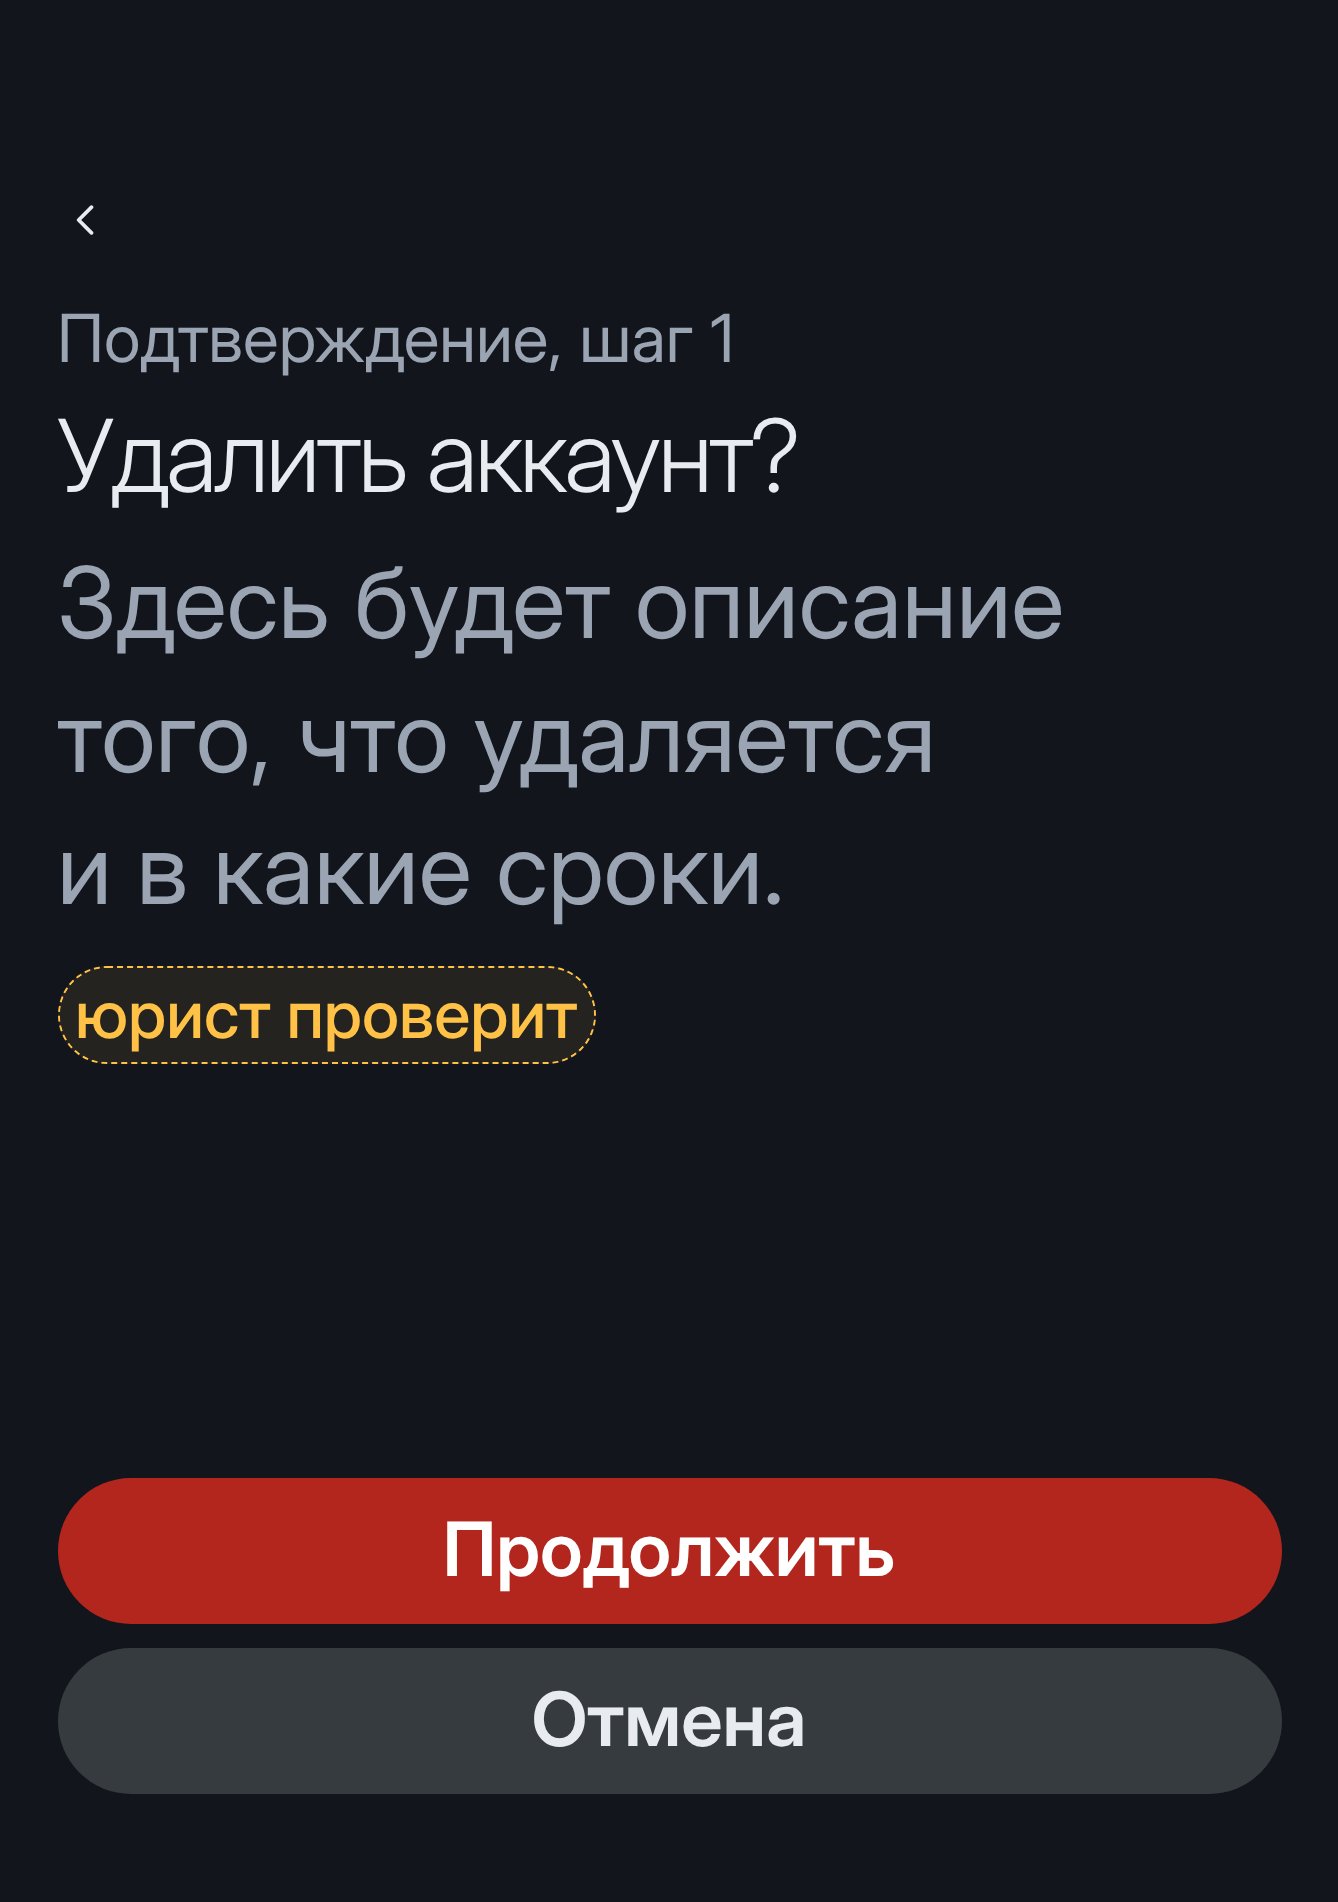 Подтверждение, шаг 1
Удалить аккаунт?
Здесь будет описание
того, что удаляется
и в какие сроки.
юрист проверит
Продолжить
Отмена